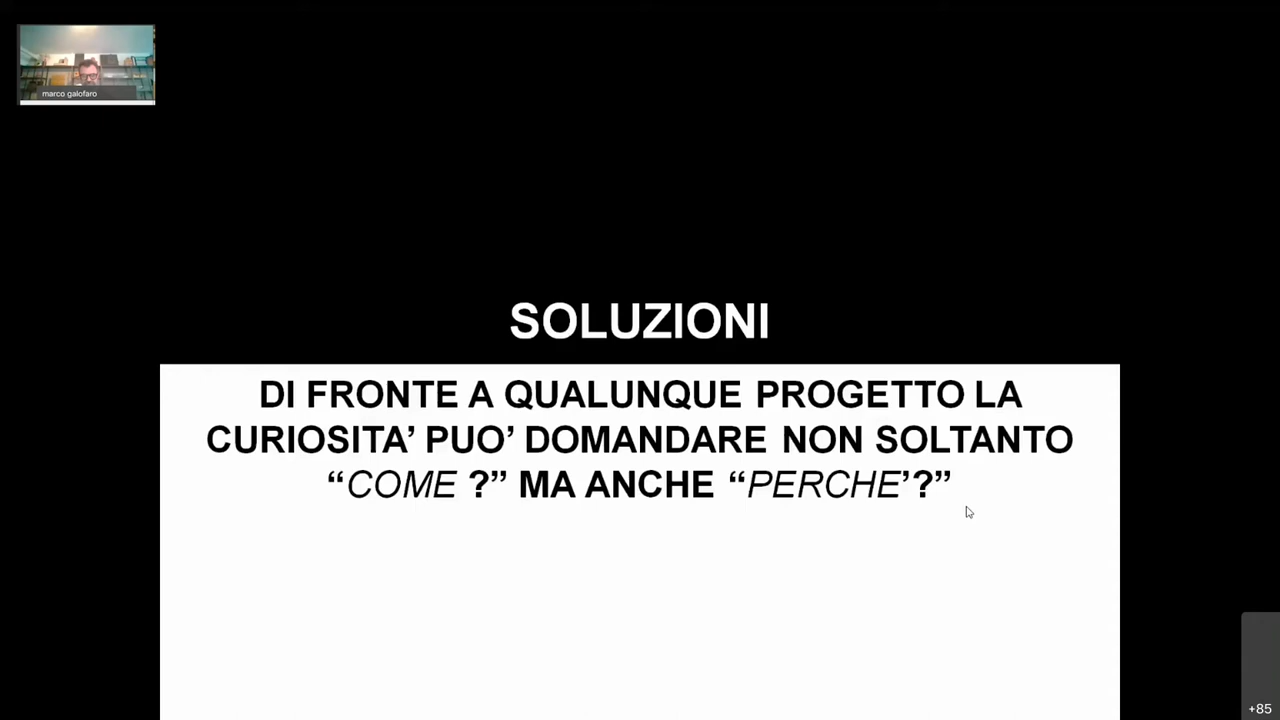 marco galofaro
SOLUZIONI
DI FRONTE A QUALUNQUE PROGETTO LA
CURIOSITA’ PUO’ DOMANDARE NON SOLTANTO
“COME ?” MA ANCHE “PERCHE’?”
+85